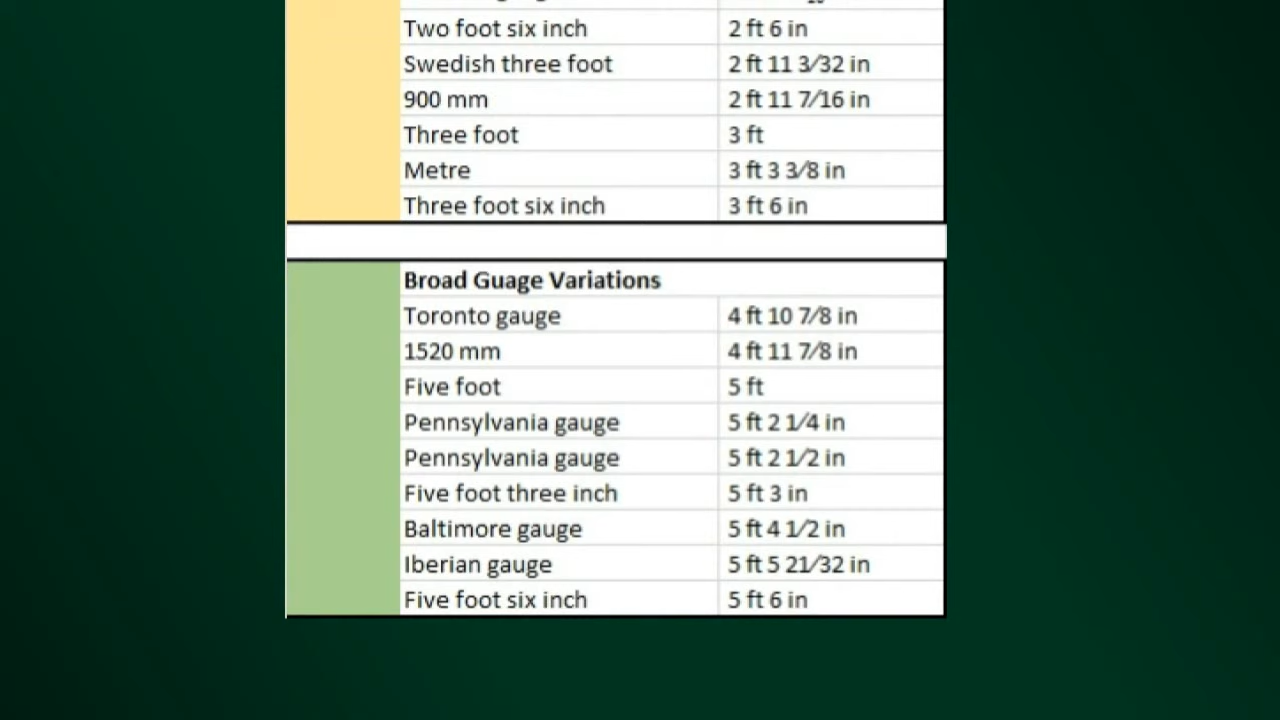 Two foot six inch 2 ft 6 in
Swedish three foot 2 ft 11 3⁄32 in
900 mm 2 ft 11 7⁄16 in
Three foot 3 ft
Metre 3 ft 3 3⁄8 in
Three foot six inch 3 ft 6 in
Broad Guage Variations
Toronto gauge 4 ft 10 7⁄8 in
1520 mm 4 ft 11 7⁄8 in
Five foot 5 ft
Pennsylvania gauge 5 ft 2 1⁄4 in
Pennsylvania gauge 5 ft 2 1⁄2 in
Five foot three inch 5 ft 3 in
Baltimore gauge 5 ft 4 1⁄2 in
Iberian gauge 5 ft 5 21⁄32 in
Five foot six inch 5 ft 6 in